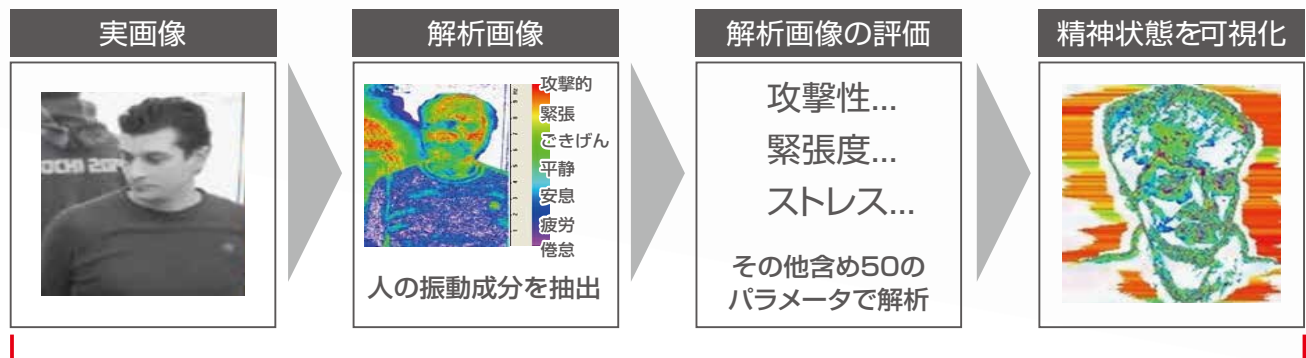 実画像
解析画像
解析画像の評価
精神状態を可視化
攻撃的
緊張
ごきげん
平静
安息
疲労
倦怠
人の振動成分を抽出
攻撃性...
緊張度...
ストレス...
その他含め50の
パラメータで解析